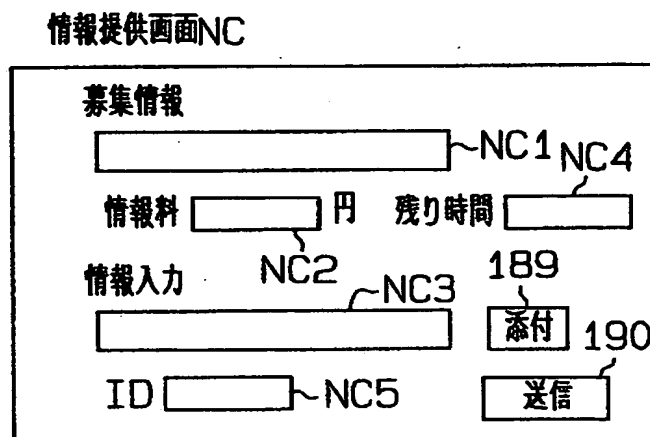 情報提供画面NC
募集情報
NC1
NC4
情報料 円 残り時間
NC2 189
情報入力 NC3
添付 190
ID NC5 送信